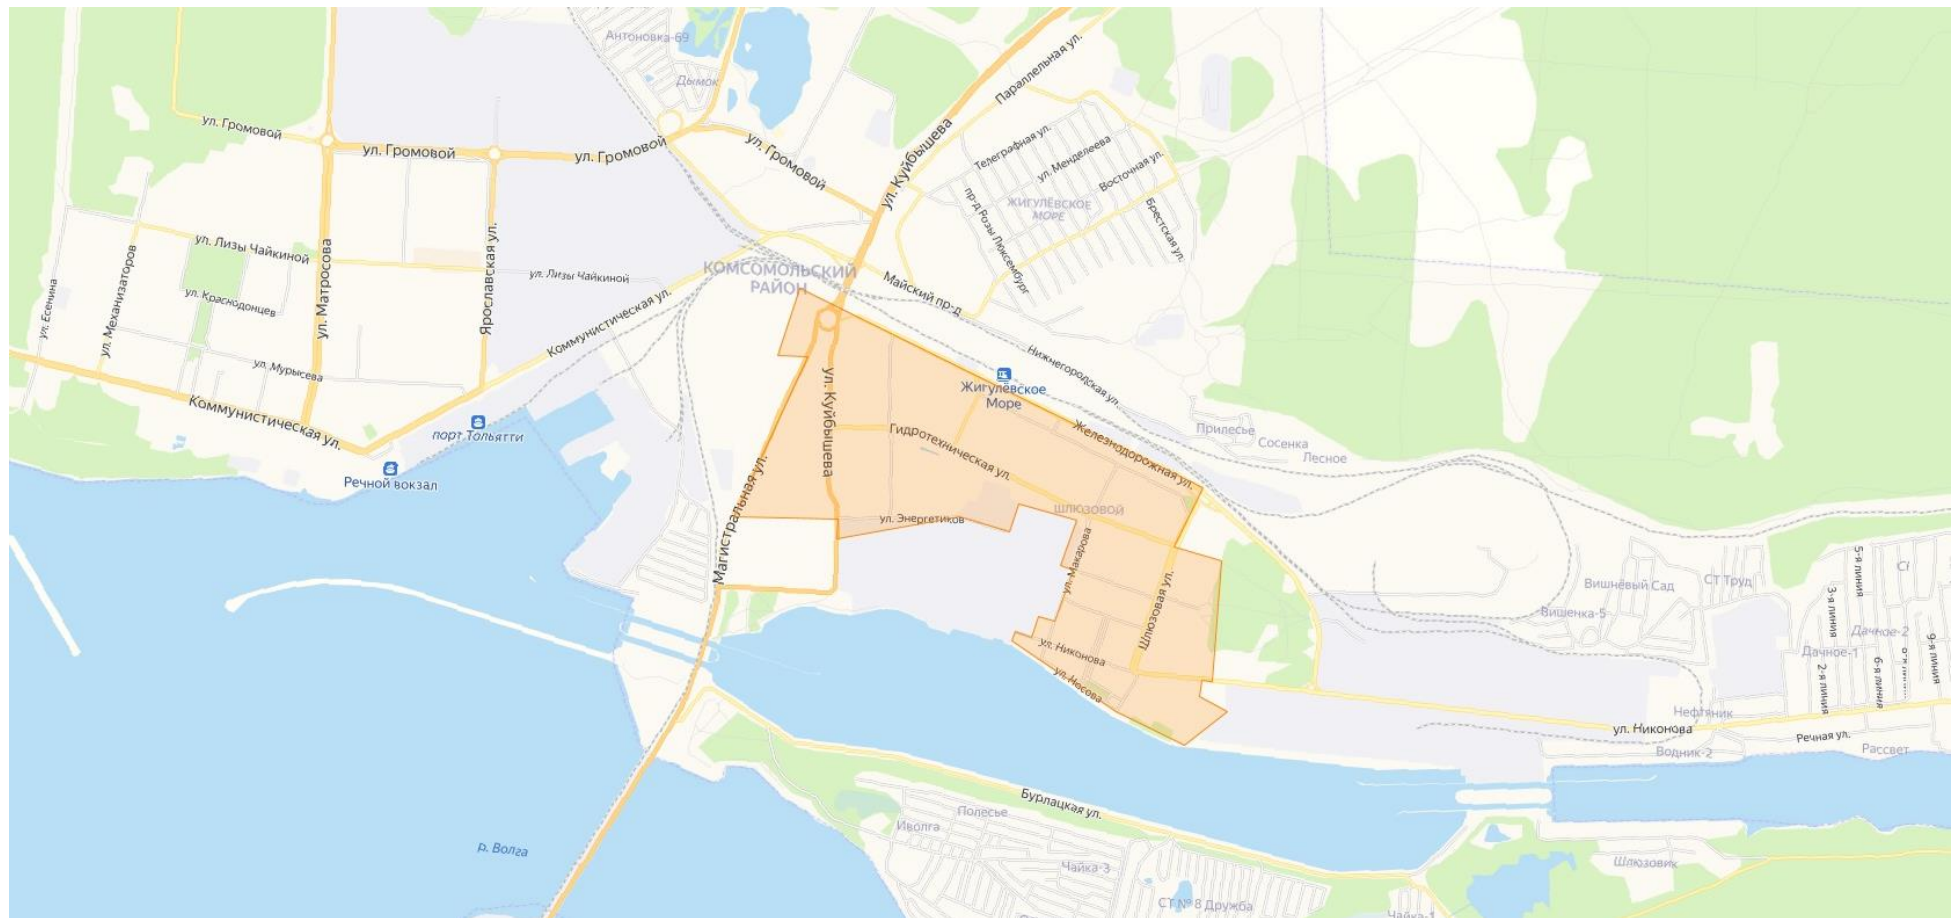 Антоновка-69
Дымок
Параллельная ул.
ул. Громовой
ул. Громовой
ул. Громовой
ул. Громовой
ул. Куйбышева
Телеграфная ул.
ул. Менделеева
Восточная ул.
ЖИГУЛЁВСКОЕ
МОРЕ
пр-д Розы Люксембург
Брестская ул.
ул. Лизы Чайкиной
ул. Лизы Чайкиной
ул. Есенина
ул. Механизаторов
ул. Краснодонцев
ул. Матросова
Ярославская ул.
КОМСОМОЛЬСКИЙ
РАЙОН
Майский пр-д
Коммунистическая ул.
ул. Мурысева
Нижнегородская ул.
Жигулёвское
Море
ул. Куйбышева
Коммунистическая ул.
порт Тольятти
Речной вокзал
Гидротехническая ул.
Железнодорожная ул.
Прилесье
Сосенка
Лесное
Магистральная ул.
ул. Энергетиков
ШЛЮЗОВОЙ
ул. Макарова
Шлюзовая ул.
ул. Никонова
ул. Носова
Вишнёвый Сад
СТ Труд
Вишенка-5
5-я линия
3-я линия
Дачное-2
Дачное-1
2-я линия
6-я линия
9-я линия
Нефтяник
ул. Никонова
Речная ул.
Водник-2
Рассвет
Бурлацкая ул.
Полесье
Иволга
р. Волга
Чайка-3
Шлюзовик
СТ № 8 Дружба
Чайка-1